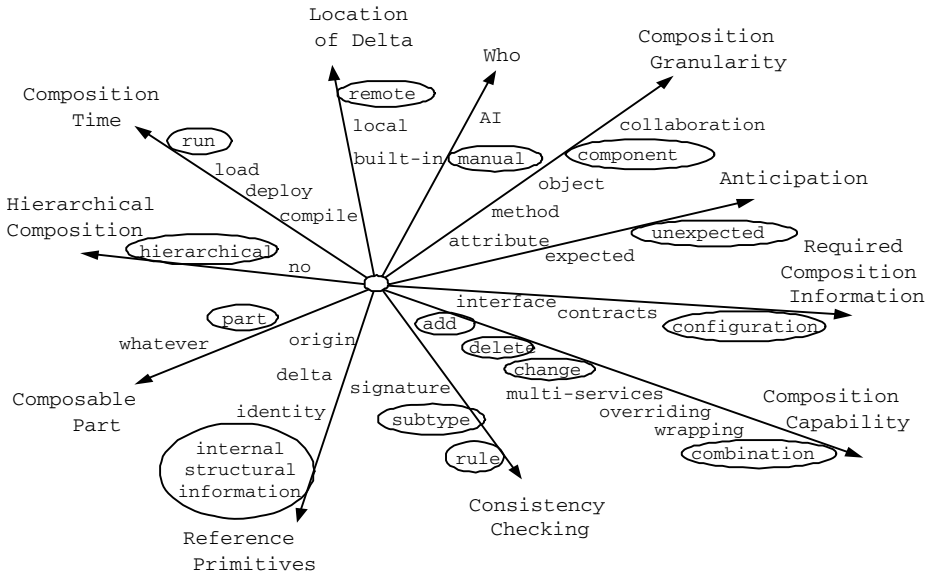 Location
of Delta
Who
Composition
Granularity
Composition
Time
remote
AI
local
collaboration
run
built-in
manual
component
load
object
Anticipation
deploy
compile
method
Hierarchical
Composition
attribute
unexpected
hierarchical
expected
Required
Composition
Information
no
interface
contracts
part
add
configuration
whatever
origin
delete
change
delta
signature
multi-services
Composable
Part
identity
subtype
overriding
wrapping
Composition
Capability
internal
structural
information
rule
combination
Consistency
Checking
Reference
Primitives